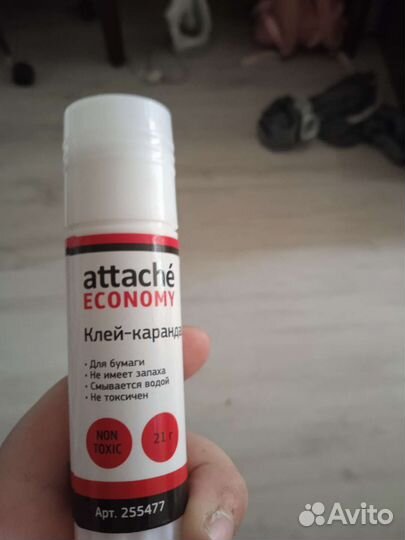 attaché
ECONOMY
Клей-каранда
• Для бумаги
• Не имеет запаха
• Смывается водой
• Не токсичен
NON
TOXIC
21 г
Арт. 255477
Avito